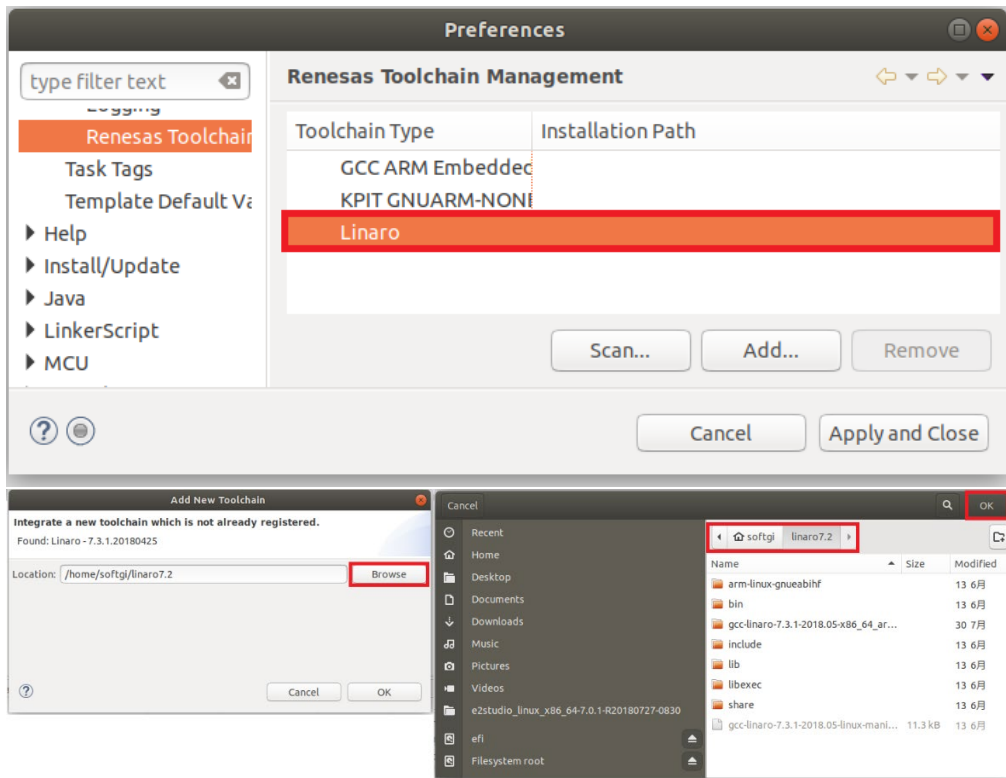 Preferences
type filter text
Logging
Renesas Toolchain
Task Tags
Template Default Va
Help
Install/Update
Java
LinkerScript
MCU
Renesas Toolchain Management
Toolchain Type Installation Path
GCC ARM Embedded
KPIT GNUARM-NONE
Linaro
Scan... Add... Remove
Cancel Apply and Close
Add New Toolchain
Integrate a new toolchain which is not already registered.
Found: Linaro - 7.3.1.20180425
Location: /home/softgi/linaro7.2 Browse
Cancel OK
Cancel OK
Recent
Home
Desktop
Documents
Downloads
Music
Pictures
Videos
e2studio_linux_x86_64-7.0.1-R20180727-0830
efi
Filesystem root
softgi linaro7.2
Name Size Modified
arm-linux-gnueabihf 13 6月
bin 13 6月
gcc-linaro-7.3.1-2018.05-x86_64_ar... 30 7月
include 13 6月
lib 13 6月
libexec 13 6月
share 13 6月
gcc-linaro-7.3.1-2018.05-linux-mani... 11.3 kB 13 6月